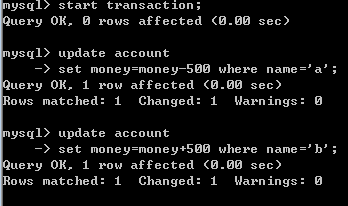 mysql> start transaction;
Query OK, 0 rows affected (0.00 sec)
mysql> update account
    -> set money=money-500 where name='a';
Query OK, 1 row affected (0.00 sec)
Rows matched: 1  Changed: 1  Warnings: 0
mysql> update account
    -> set money=money+500 where name='b';
Query OK, 1 row affected (0.00 sec)
Rows matched: 1  Changed: 1  Warnings: 0